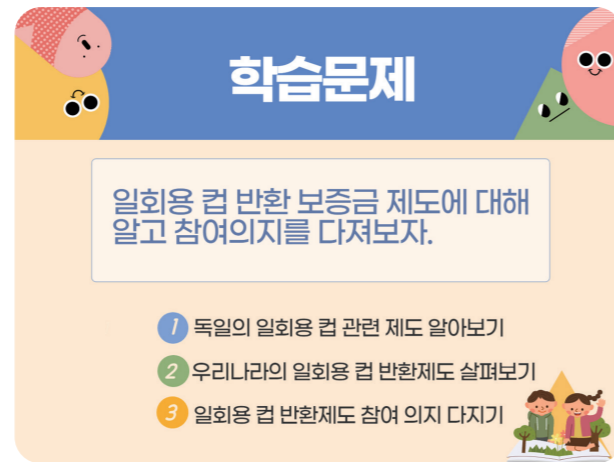 학습문제
일회용 컵 반환 보증금 제도에 대해
알고 참여의지를 다져보자.
1 독일의 일회용 컵 관련 제도 알아보기
2 우리나라의 일회용 컵 반환제도 살펴보기
3 일회용 컵 반환제도 참여 의지 다지기